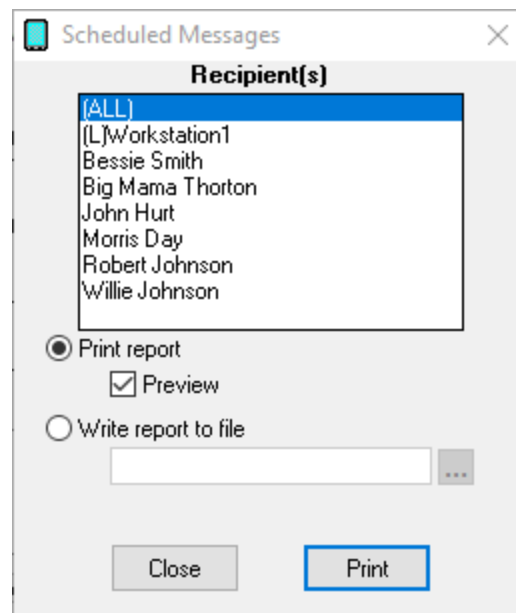 Scheduled Messages
Recipient(s)
(ALL)
(L)Workstation1
Bessie Smith
Big Mama Thorton
John Hurt
Morris Day
Robert Johnson
Willie Johnson
Print report
Preview
Write report to file
...
Close Print